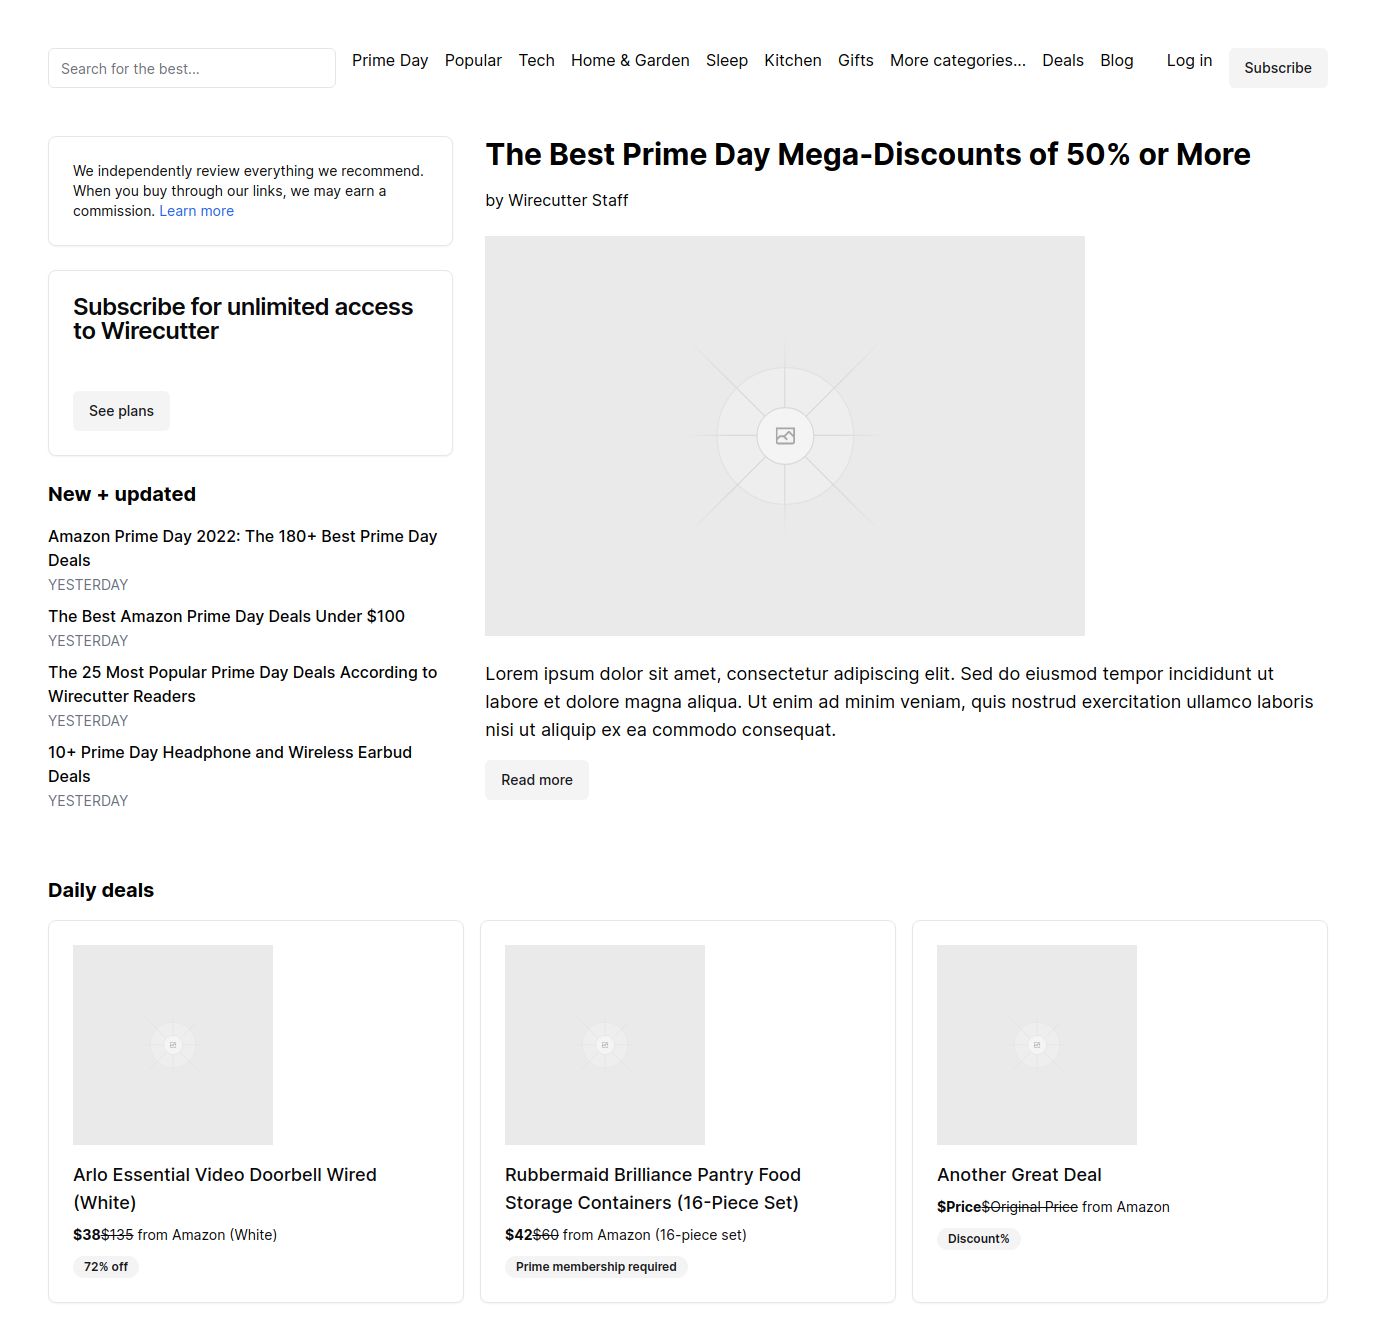 Search for the best...
Prime Day Popular Tech Home & Garden Sleep Kitchen Gifts More categories... Deals Blog Log in Subscribe
We independently review everything we recommend.
When you buy through our links, we may earn a
commission. Learn more
Subscribe for unlimited access
to Wirecutter
See plans
New + updated
Amazon Prime Day 2022: The 180+ Best Prime Day
Deals
YESTERDAY
The Best Amazon Prime Day Deals Under $100
YESTERDAY
The 25 Most Popular Prime Day Deals According to
Wirecutter Readers
YESTERDAY
10+ Prime Day Headphone and Wireless Earbud
Deals
YESTERDAY
The Best Prime Day Mega-Discounts of 50% or More
by Wirecutter Staff
Lorem ipsum dolor sit amet, consectetur adipiscing elit. Sed do eiusmod tempor incididunt ut
labore et dolore magna aliqua. Ut enim ad minim veniam, quis nostrud exercitation ullamco laboris
nisi ut aliquip ex ea commodo consequat.
Read more
Daily deals
Arlo Essential Video Doorbell Wired
(White)
$38$135 from Amazon (White)
72% off
Rubbermaid Brilliance Pantry Food
Storage Containers (16-Piece Set)
$42$60 from Amazon (16-piece set)
Prime membership required
Another Great Deal
$Price$Original Price from Amazon
Discount%